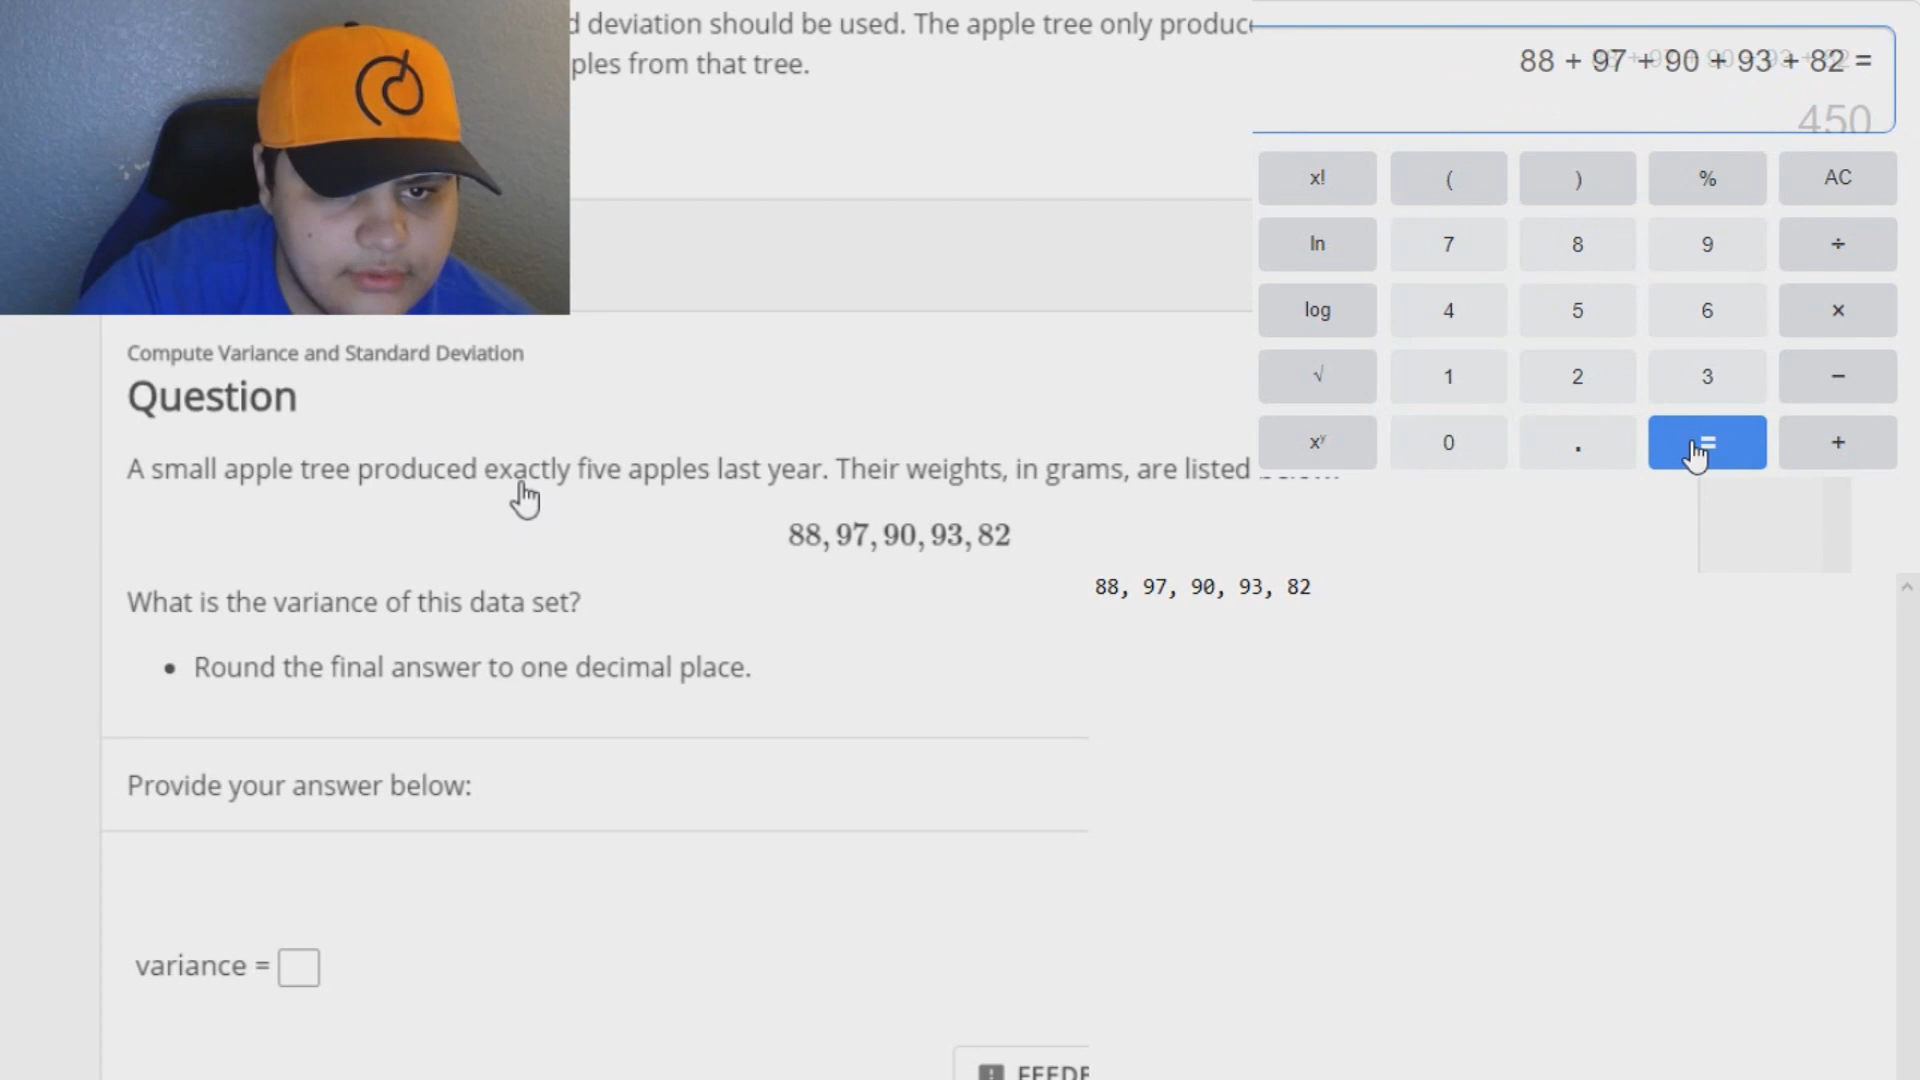 d deviation should be used. The apple tree only produc
ples from that tree.
88 + 97 + 90 + 93 + 82 =
450
x! ( ) % AC
ln 7 8 9 ÷
log 4 5 6 ×
√ 1 2 3 −
xʸ 0 . = +
Compute Variance and Standard Deviation
Question
A small apple tree produced exactly five apples last year. Their weights, in grams, are listed
88, 97, 90, 93, 82
88, 97, 90, 93, 82
What is the variance of this data set?
• Round the final answer to one decimal place.
Provide your answer below:
variance =
FEEDB